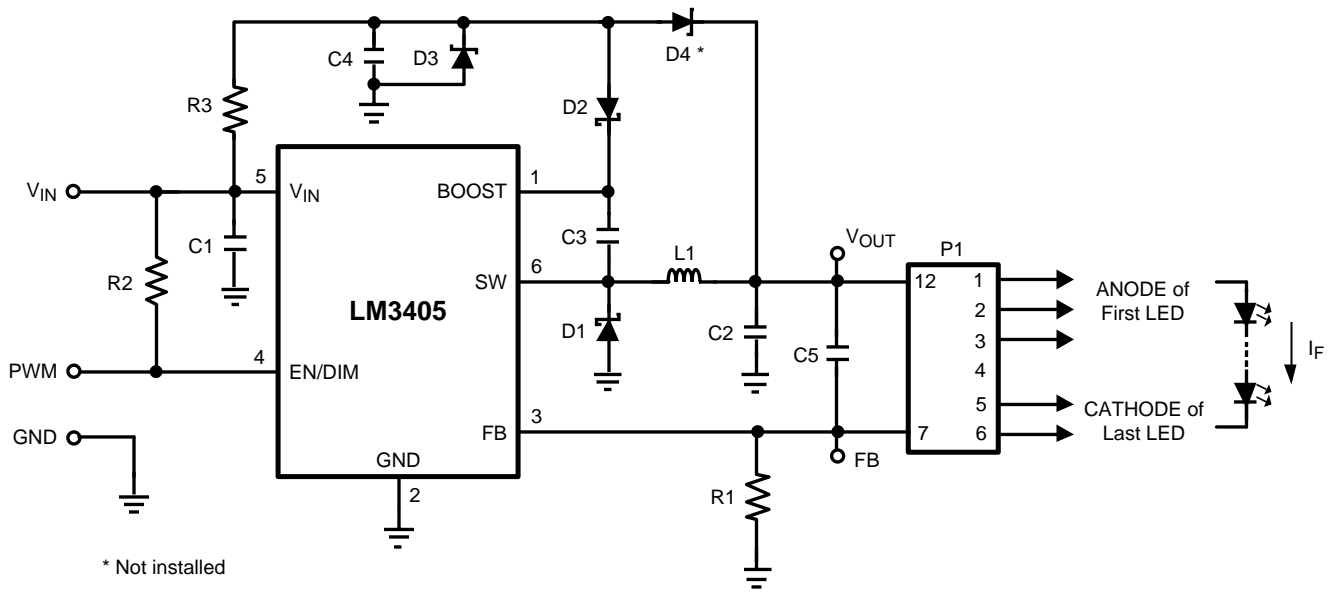 C4
D3
D4 *
R3
D2
5
1
VIN
VIN
BOOST
C1
C3
L1
VOUT
P1
R2
6
SW
12
1
2
3
4
5
6
ANODE of
First LED
LM3405
D1
C2
C5
IF
PWM
4
EN/DIM
3
FB
7
CATHODE of
Last LED
GND
GND
2
FB
R1
* Not installed